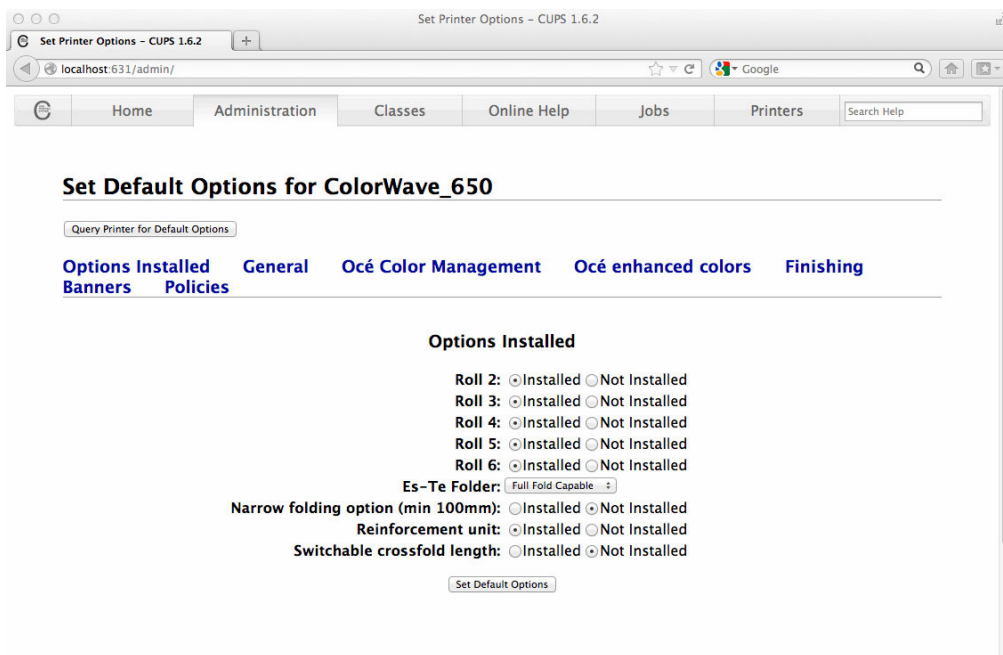 Set Printer Options – CUPS 1.6.2
Set Printer Options – CUPS 1.6.2
localhost:631/admin/
Google
Home Administration Classes Online Help Jobs Printers Search Help
Set Default Options for ColorWave_650
Query Printer for Default Options
Options Installed General Océ Color Management Océ enhanced colors Finishing
Banners Policies
Options Installed
Roll 2: Installed Not Installed
Roll 3: Installed Not Installed
Roll 4: Installed Not Installed
Roll 5: Installed Not Installed
Roll 6: Installed Not Installed
Es-Te Folder: Full Fold Capable
Narrow folding option (min 100mm): Installed Not Installed
Reinforcement unit: Installed Not Installed
Switchable crossfold length: Installed Not Installed
Set Default Options